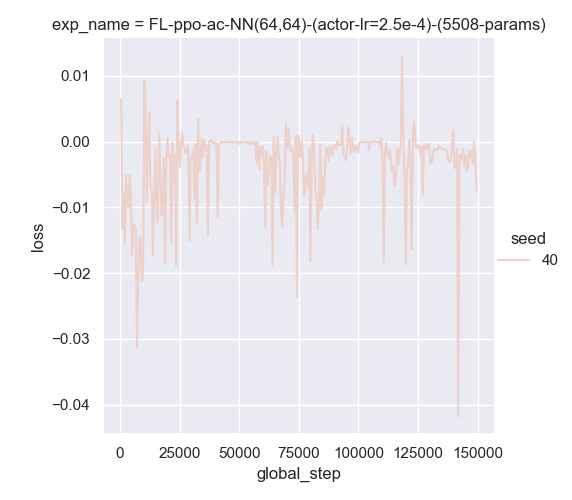 exp_name = FL-ppo-ac-NN(64,64)-(actor-lr=2.5e-4)-(5508-params)
0.01
0.00
−0.01
−0.02
−0.03
−0.04
loss
seed
40
0 25000 50000 75000 100000 125000 150000
global_step